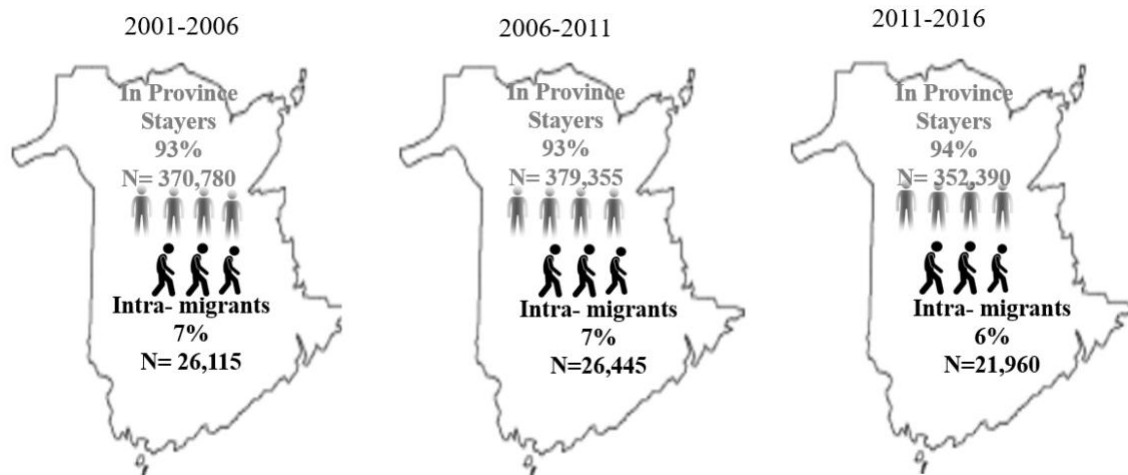 2001-2006
In Province
Stayers
93%
N= 370,780
Intra- migrants
7%
N= 26,115
2006-2011
In Province
Stayers
93%
N= 379,355
Intra- migrants
7%
N=26,445
2011-2016
In Province
Stayers
94%
N= 352,390
Intra- migrants
6%
N=21,960